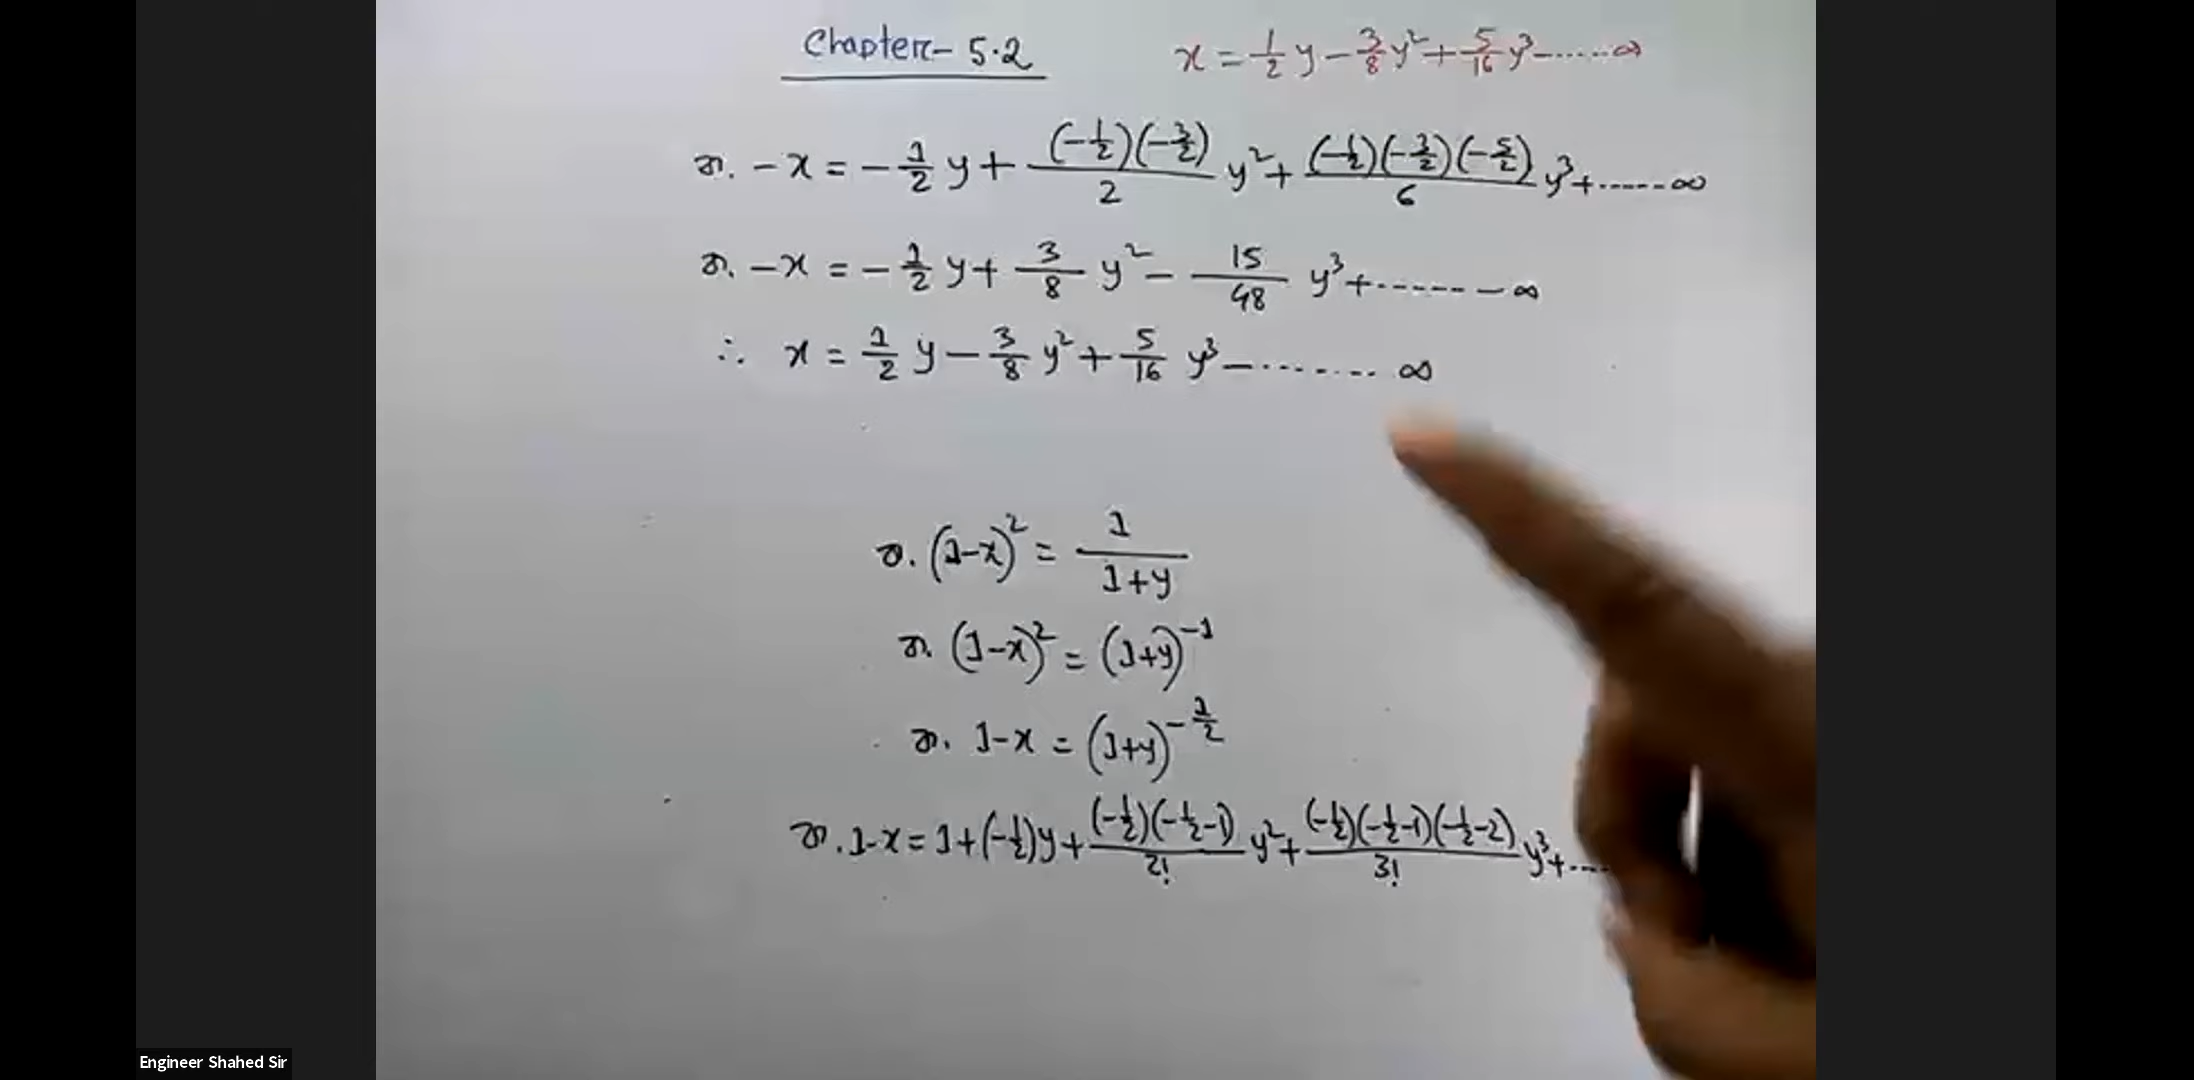 Chapter- 5.2
x = 1/2 y - 3/8 y² + 5/16 y³ - ...... ∞
বা. -x = -1/2 y + (-1/2)(-3/2)/2 y² + (-1/2)(-3/2)(-5/2)/6 y³ + ...... ∞
বা. -x = -1/2 y + 3/8 y² - 15/48 y³ + ...... - ∞
∴ x = 1/2 y - 3/8 y² + 5/16 y³ - ....... ∞
বা. (1-x)² = 1/(1+y)
বা. (1-x)² = (1+y)⁻¹
বা. 1-x = (1+y)^(-1/2)
বা. 1-x = 1 + (-1/2)y + (-1/2)(-1/2-1)/2! y² + (-1/2)(-1/2-1)(-1/2-2)/3! y³ + ....
Engineer Shahed Sir